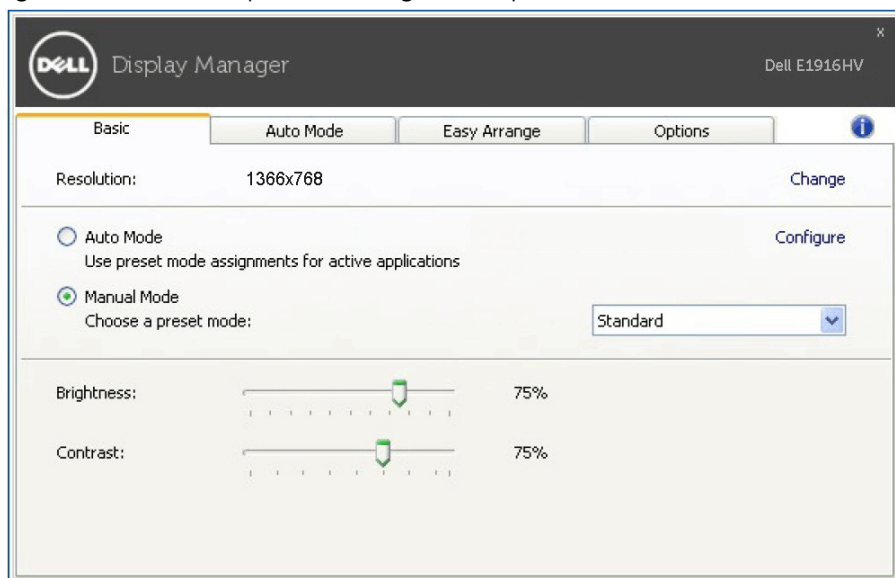 x
DELL Display Manager Dell E1916HV
Basic Auto Mode Easy Arrange Options i
Resolution: 1366x768 Change
Auto Mode Configure
Use preset mode assignments for active applications
Manual Mode
Choose a preset mode: Standard
Brightness: 75%
Contrast: 75%